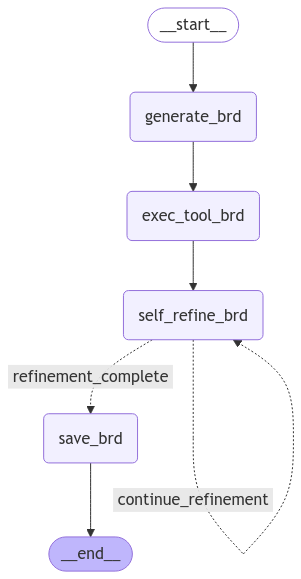 __start__
generate_brd
exec_tool_brd
self_refine_brd
refinement_complete
save_brd
continue_refinement
__end__